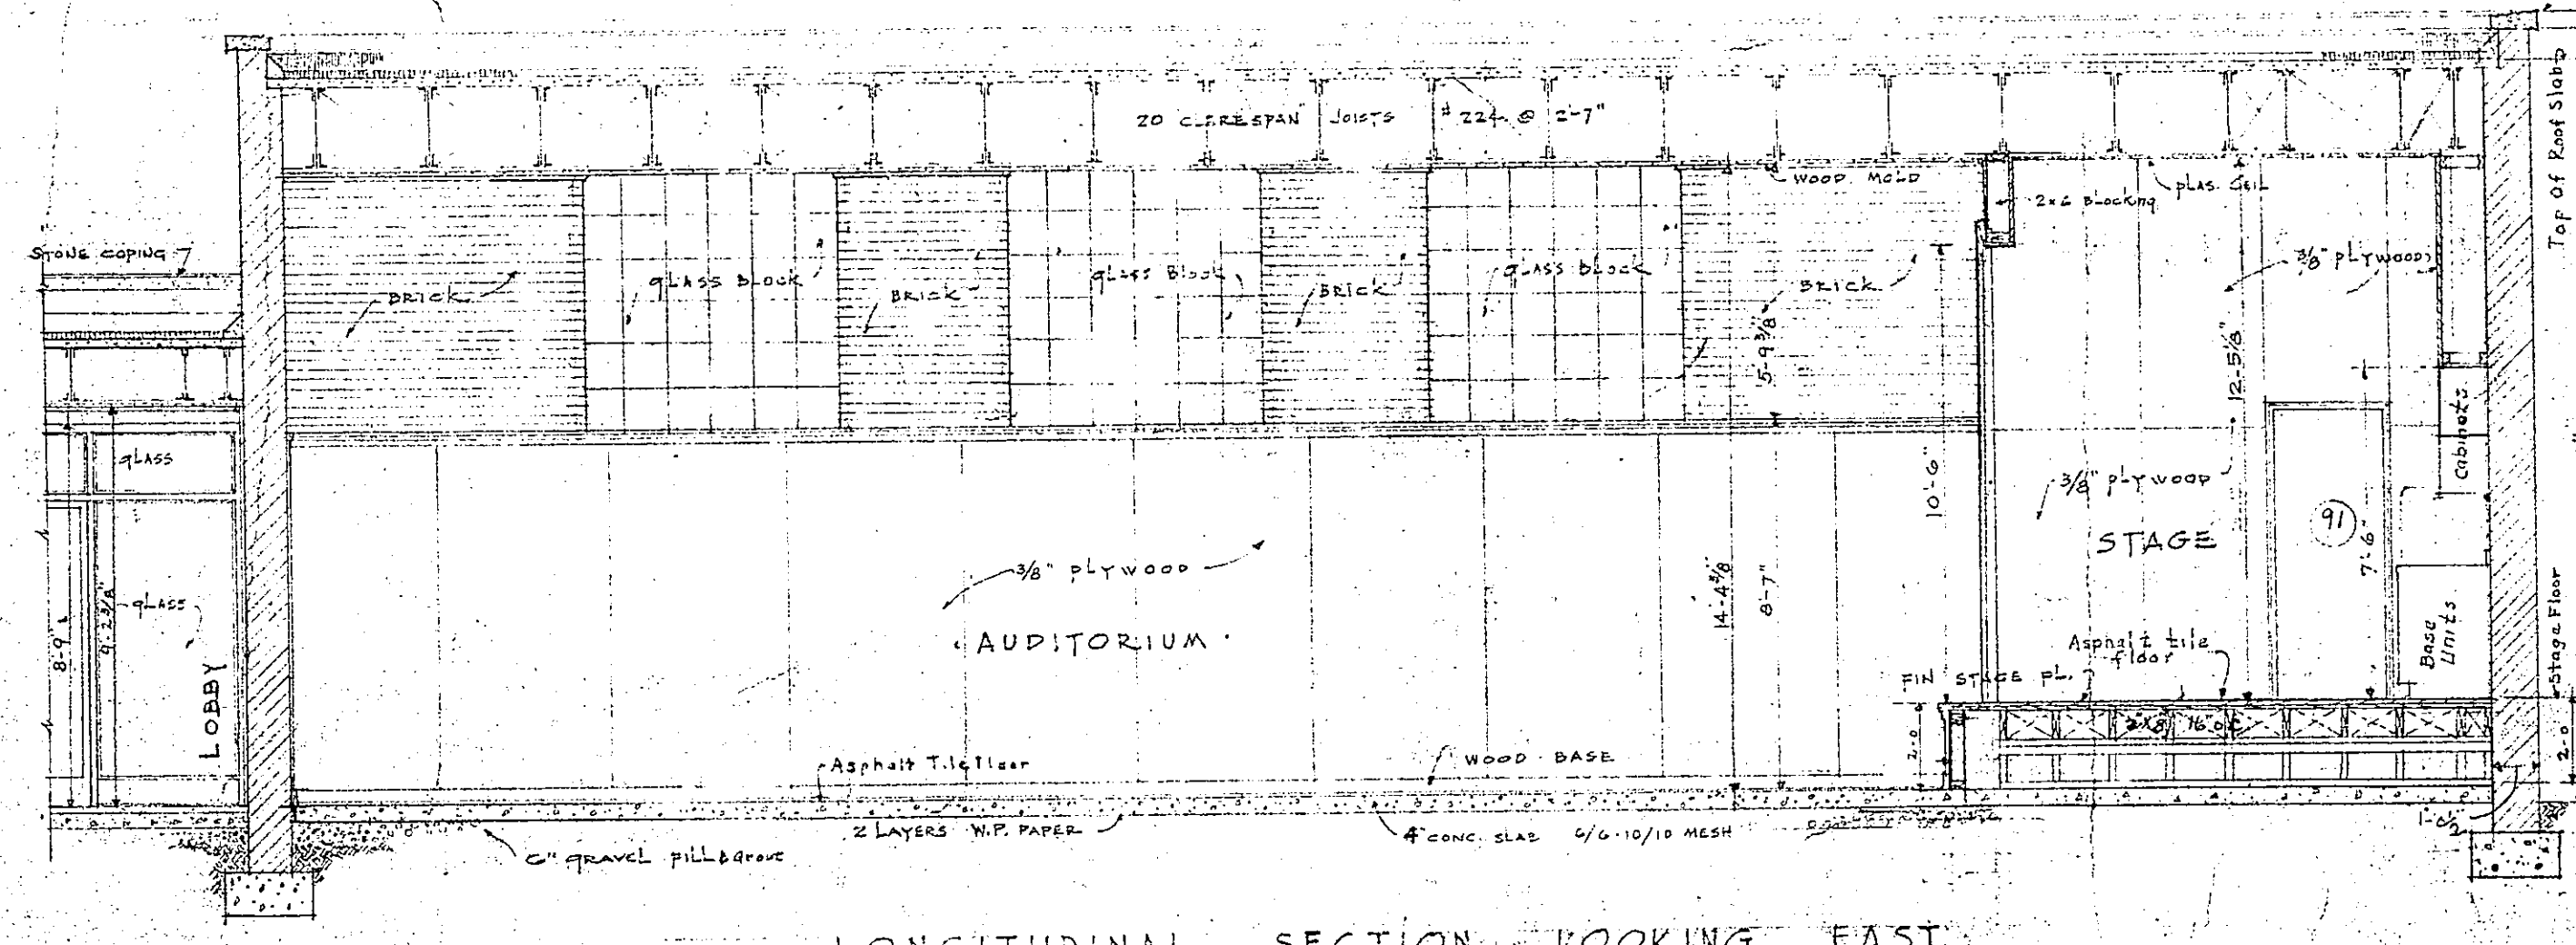 20 CLERESPAN JOISTS # 224 @ 2'-7"
Top Of Roof Slab
WOOD MOLD
PLAS. CEIL
2x6 Blocking
STONE COPING
BRICK
GLASS BLOCK
BRICK
GLASS BLOCK
BRICK
GLASS BLOCK
BRICK
3/8" PLYWOOD
5'-9 3/8"
12'-5 1/8"
Cabinets
GLASS
10'-6"
3/8" PLYWOOD
91
STAGE
7'-6"
3/8" PLYWOOD
8'-9"
9'-2 3/8"
GLASS
14'-4 3/8"
8'-7"
LOBBY
AUDITORIUM
Asphalt tile
floor
Base
Units
Stage Floor
FIN STAGE PL.
2x8 16" O.C.
2-0
2-0
Asphalt Tile Floor
WOOD BASE
2 LAYERS W.P. PAPER
4" CONC. SLAB 6/6-10/10 MESH
1'-0 1/2
6" GRAVEL FILL
LONGITUDINAL SECTION LOOKING EAST